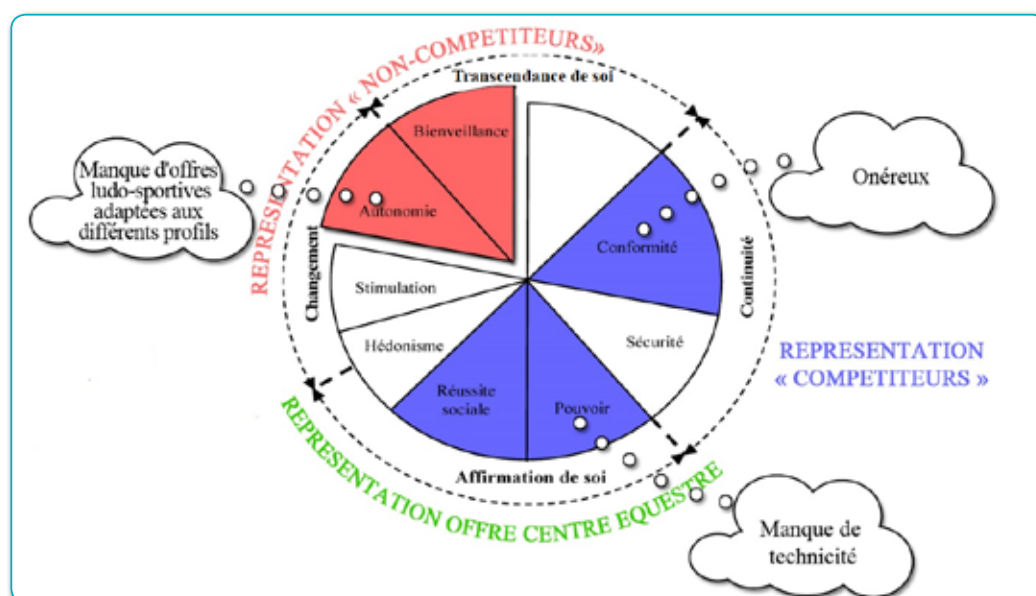 REPRESENTATION « NON-COMPETITEURS»
Transcendance de soi
Bienveillance
Manque d'offres
ludo-sportives
adaptées aux
différents profils
Autonomie
Onéreux
Conformité
Changement
Continuité
Stimulation
Hédonisme
Sécurité
REPRESENTATION
« COMPETITEURS »
Réussite
sociale
Pouvoir
Affirmation de soi
REPRESENTATION OFFRE CENTRE EQUESTRE
Manque de
technicité